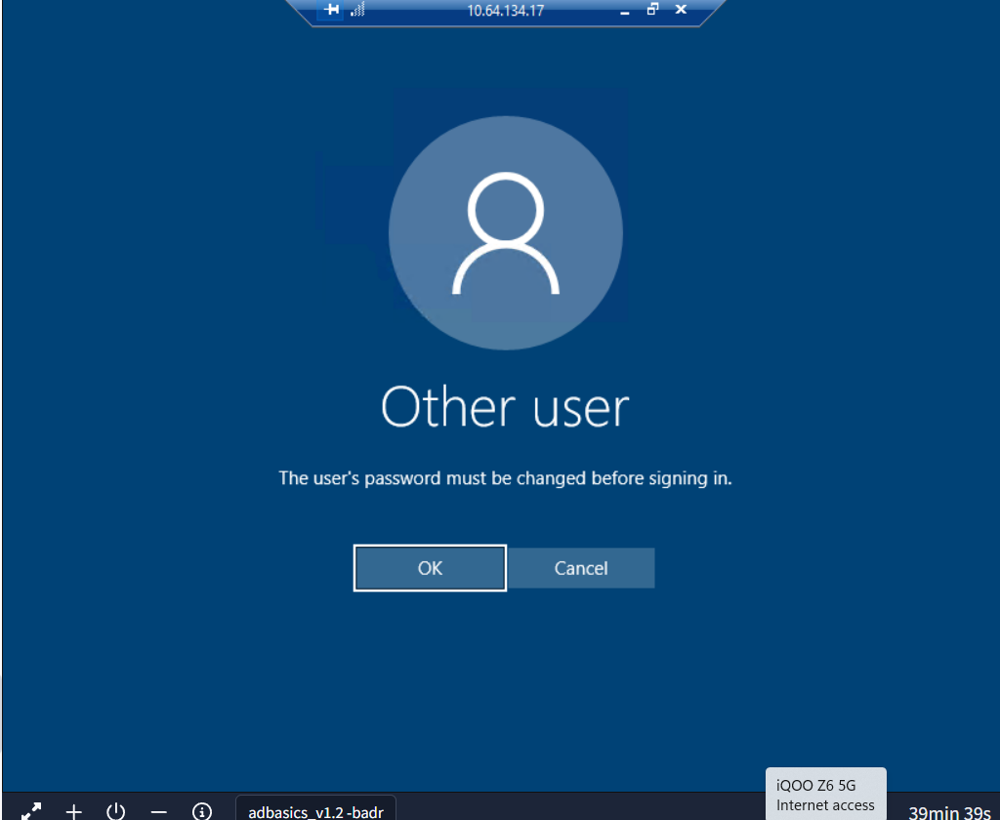 10.64.134.17
Other user
The user's password must be changed before signing in.
OK
Cancel
iQOO Z6 5G
Internet access
adbasics_v1.2 -badr
39min 39s